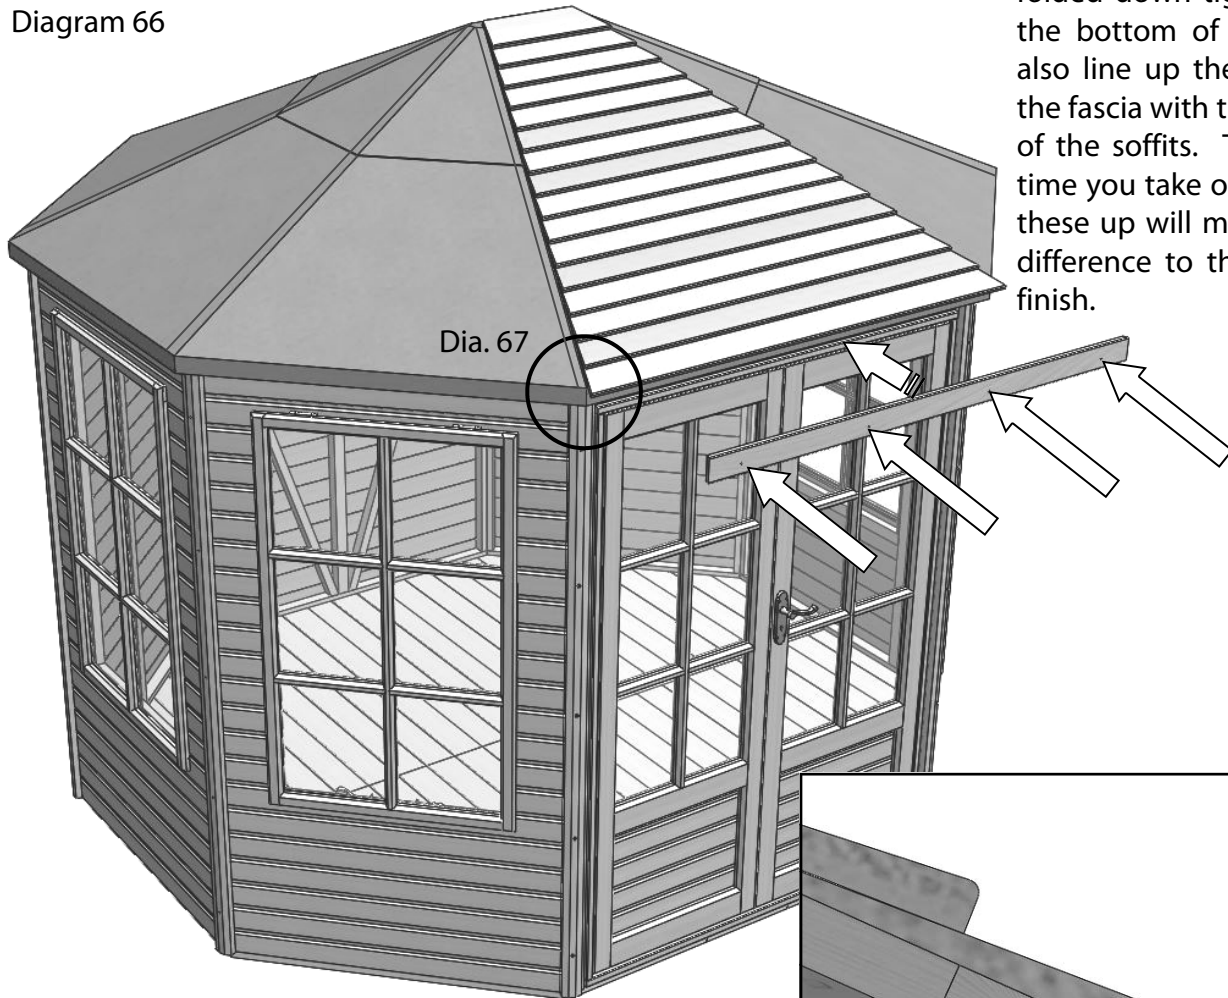 Diagram 66
the bottom of
also line up the
the fascia with t
of the soffits. T
time you take o
these up will m
difference to th
finish.
Dia. 67